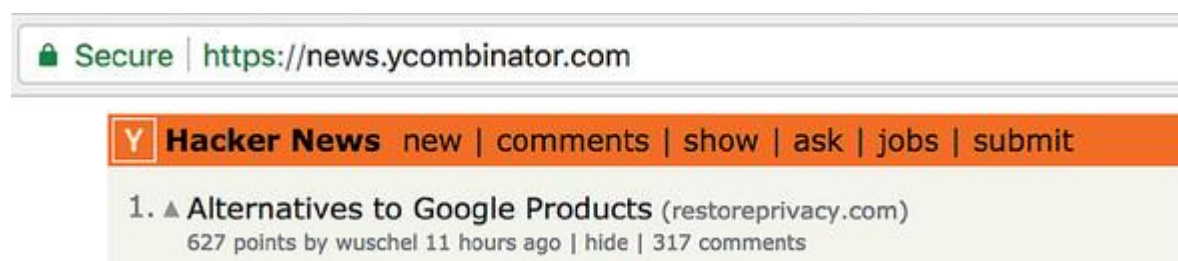 Secure | https://news.ycombinator.com
Y Hacker News new | comments | show | ask | jobs | submit
1. ▲ Alternatives to Google Products (restoreprivacy.com)
627 points by wuschel 11 hours ago | hide | 317 comments